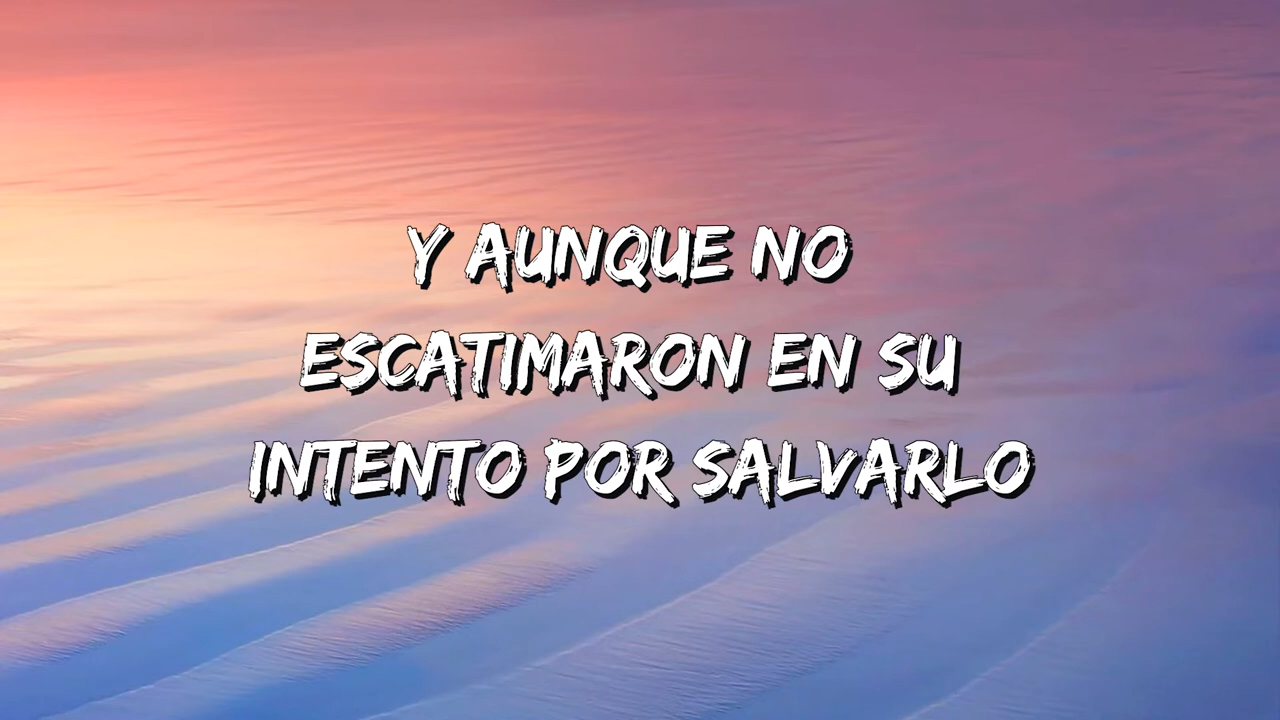 Y AUNQUE NO
ESCATIMARON EN SU
INTENTO POR SALVARLO